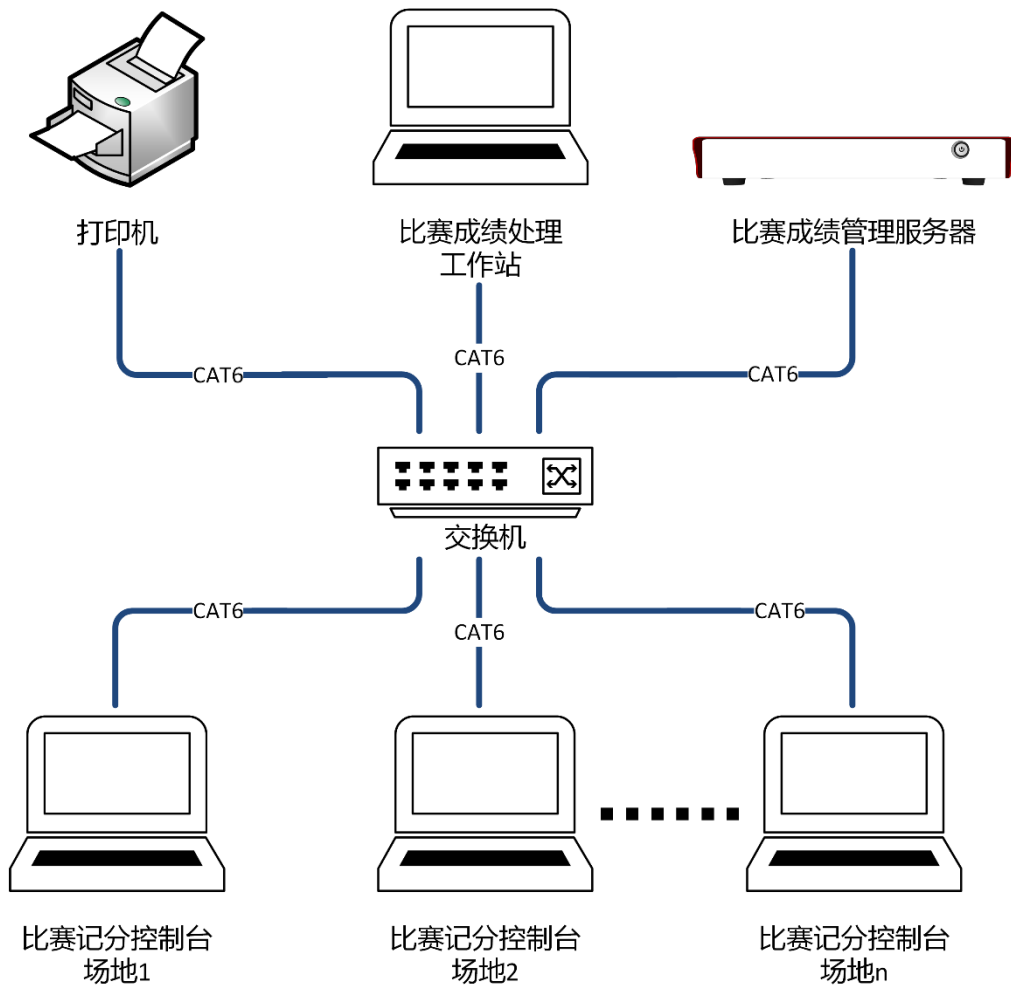 打印机
比赛成绩处理
工作站
比赛成绩管理服务器
CAT6
CAT6
CAT6
交换机
CAT6
CAT6
CAT6
比赛记分控制台
场地1
比赛记分控制台
场地2
比赛记分控制台
场地n